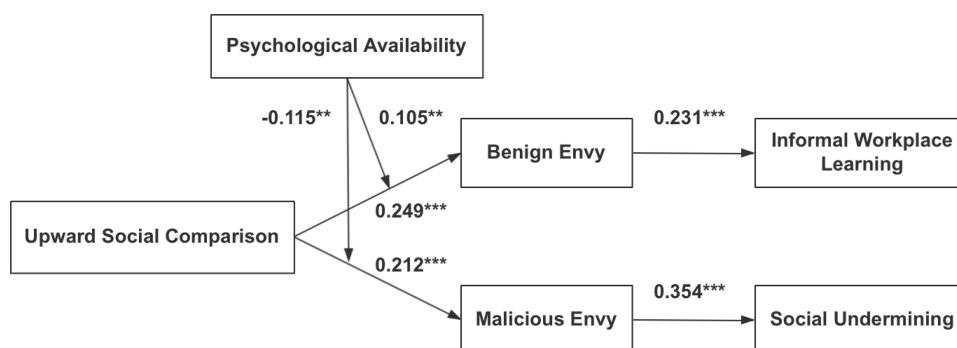 Psychological Availability
-0.115**
0.105**
0.231***
Benign Envy
Informal Workplace
Learning
0.249***
Upward Social Comparison
0.212***
0.354***
Malicious Envy
Social Undermining